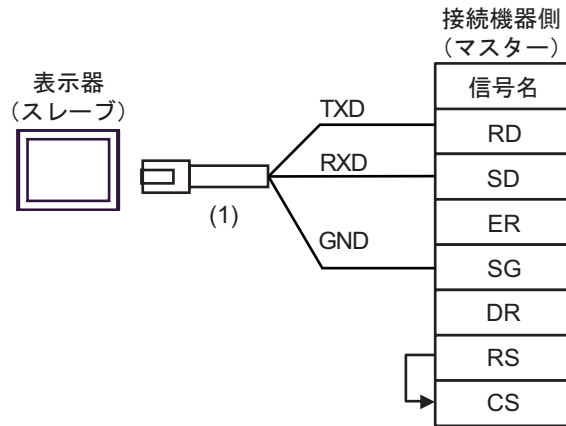 接続機器側
（マスター）
表示器
（スレーブ）
信号名
TXD
RD
RXD
SD
(1)
ER
GND
SG
DR
RS
CS